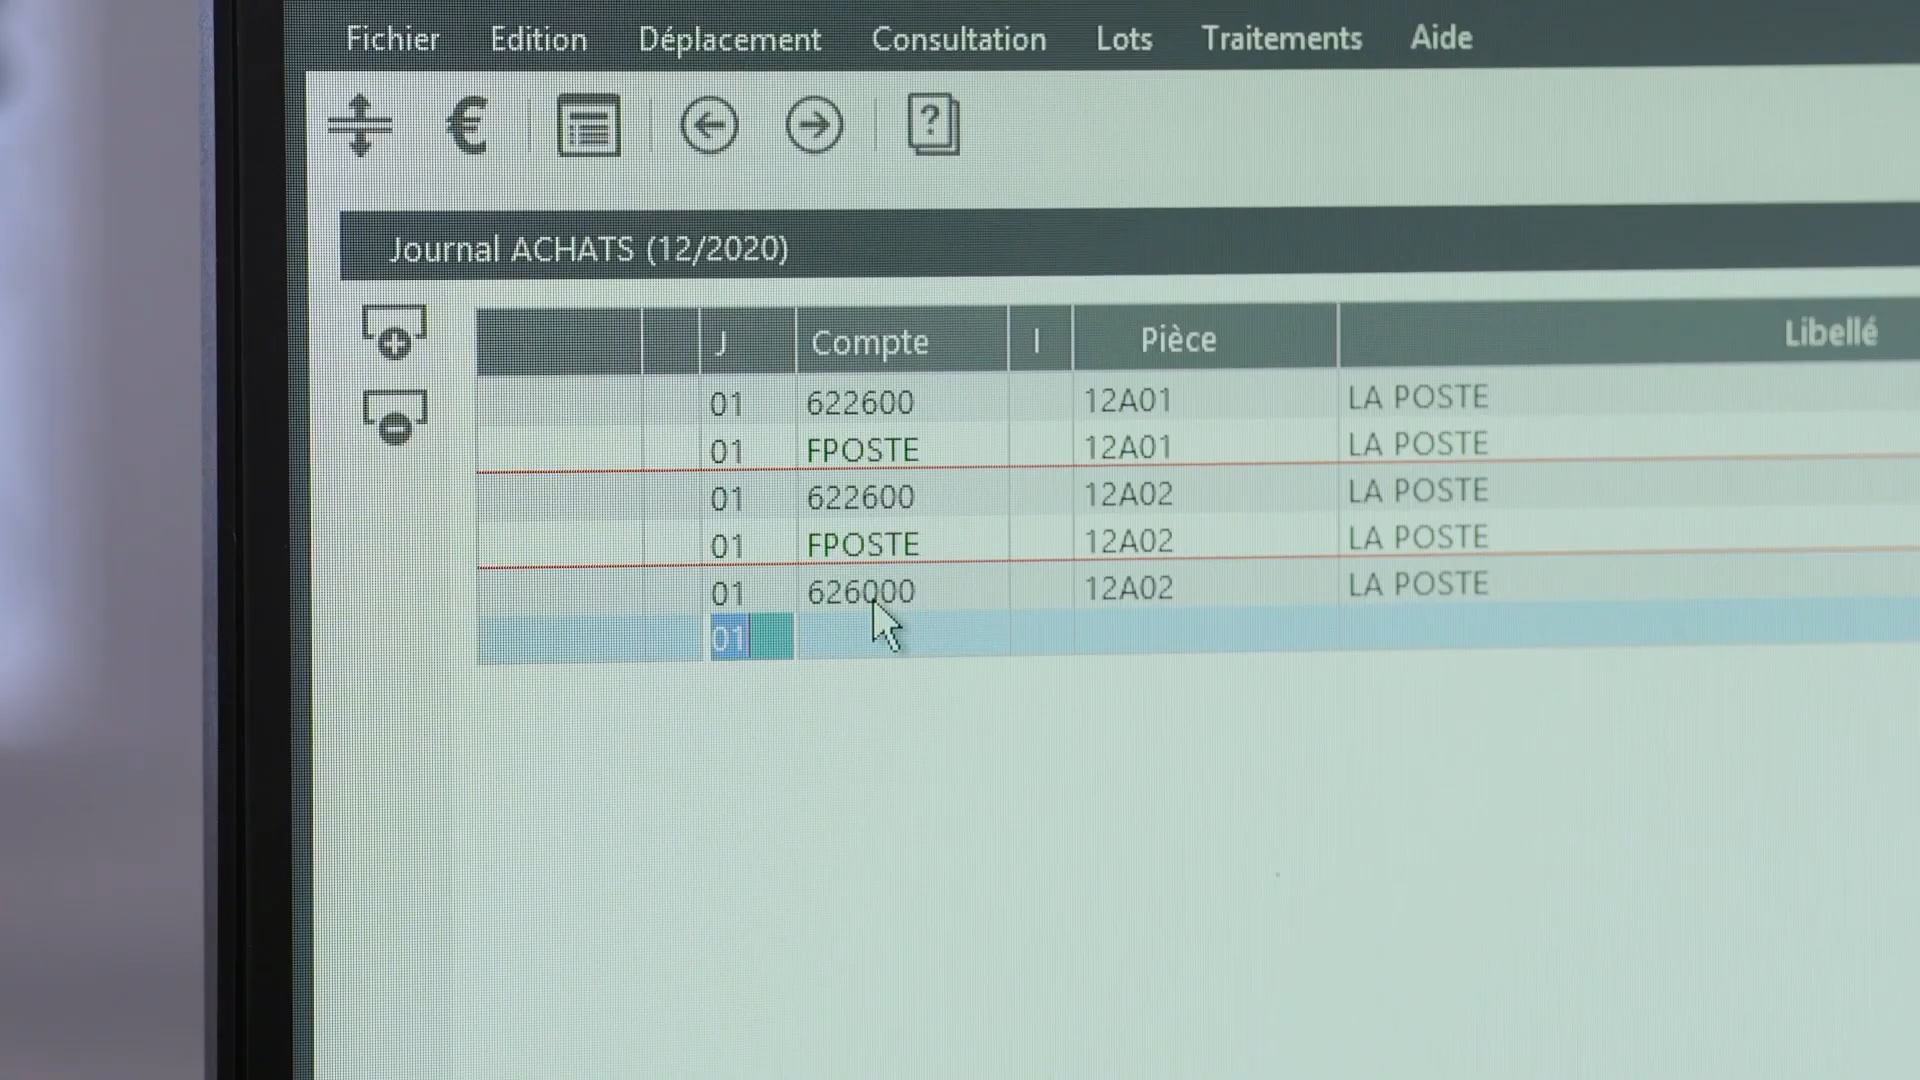 Fichier Edition Déplacement Consultation Lots Traitements Aide
Journal ACHATS (12/2020)
J Compte I Pièce Libellé
01 622600 12A01 LA POSTE
01 FPOSTE 12A01 LA POSTE
01 622600 12A02 LA POSTE
01 FPOSTE 12A02 LA POSTE
01 626000 12A02 LA POSTE
01